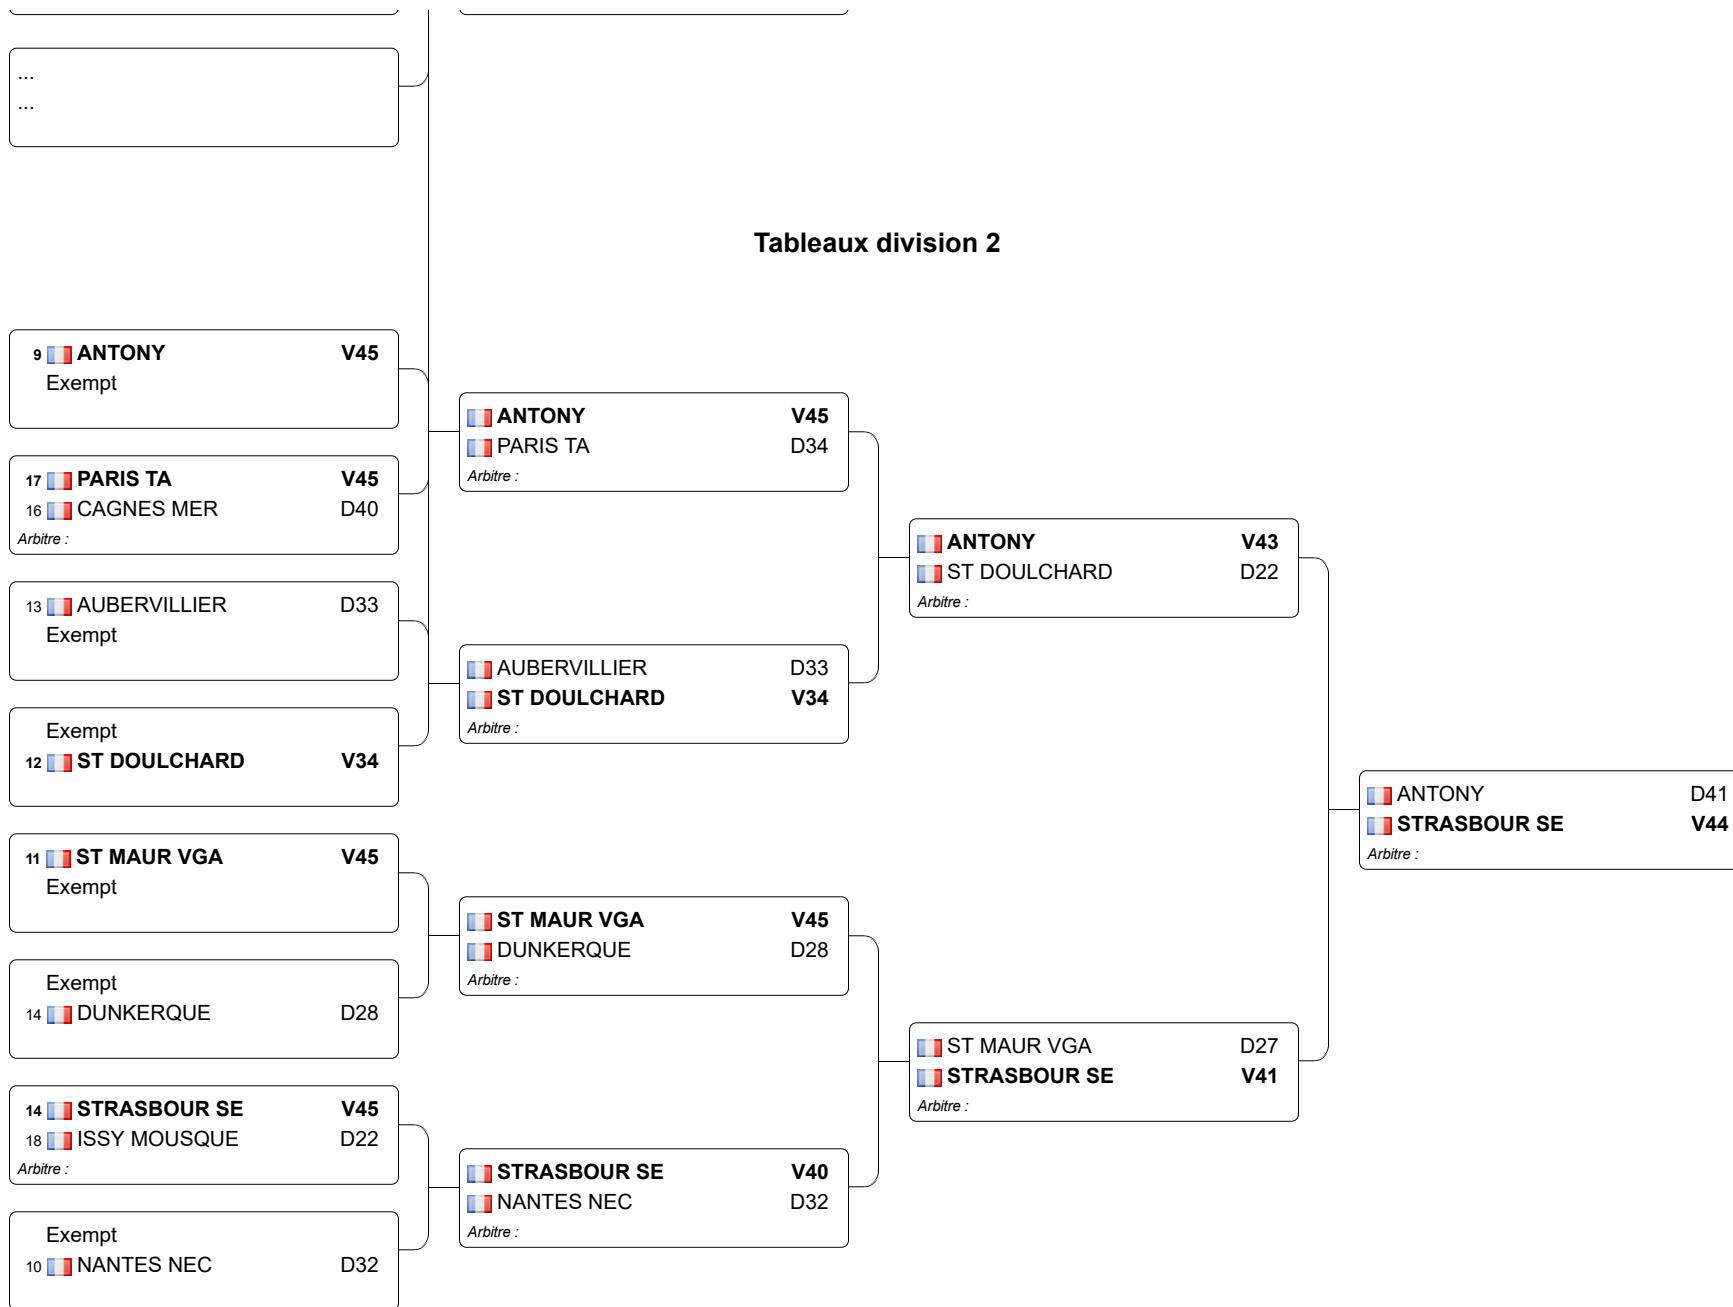 ...
...
Tableaux division 2
9 ANTONY V45
Exempt
17 PARIS TA V45
16 CAGNES MER D40
Arbitre :
13 AUBERVILLIER D33
Exempt
Exempt
12 ST DOULCHARD V34
11 ST MAUR VGA V45
Exempt
Exempt
14 DUNKERQUE D28
14 STRASBOUR SE V45
18 ISSY MOUSQUE D22
Arbitre :
Exempt
10 NANTES NEC D32
ANTONY V45
PARIS TA D34
Arbitre :
AUBERVILLIER D33
ST DOULCHARD V34
Arbitre :
ST MAUR VGA V45
DUNKERQUE D28
Arbitre :
STRASBOUR SE V40
NANTES NEC D32
Arbitre :
ANTONY V43
ST DOULCHARD D22
Arbitre :
ST MAUR VGA D27
STRASBOUR SE V41
Arbitre :
ANTONY D41
STRASBOUR SE V44
Arbitre :